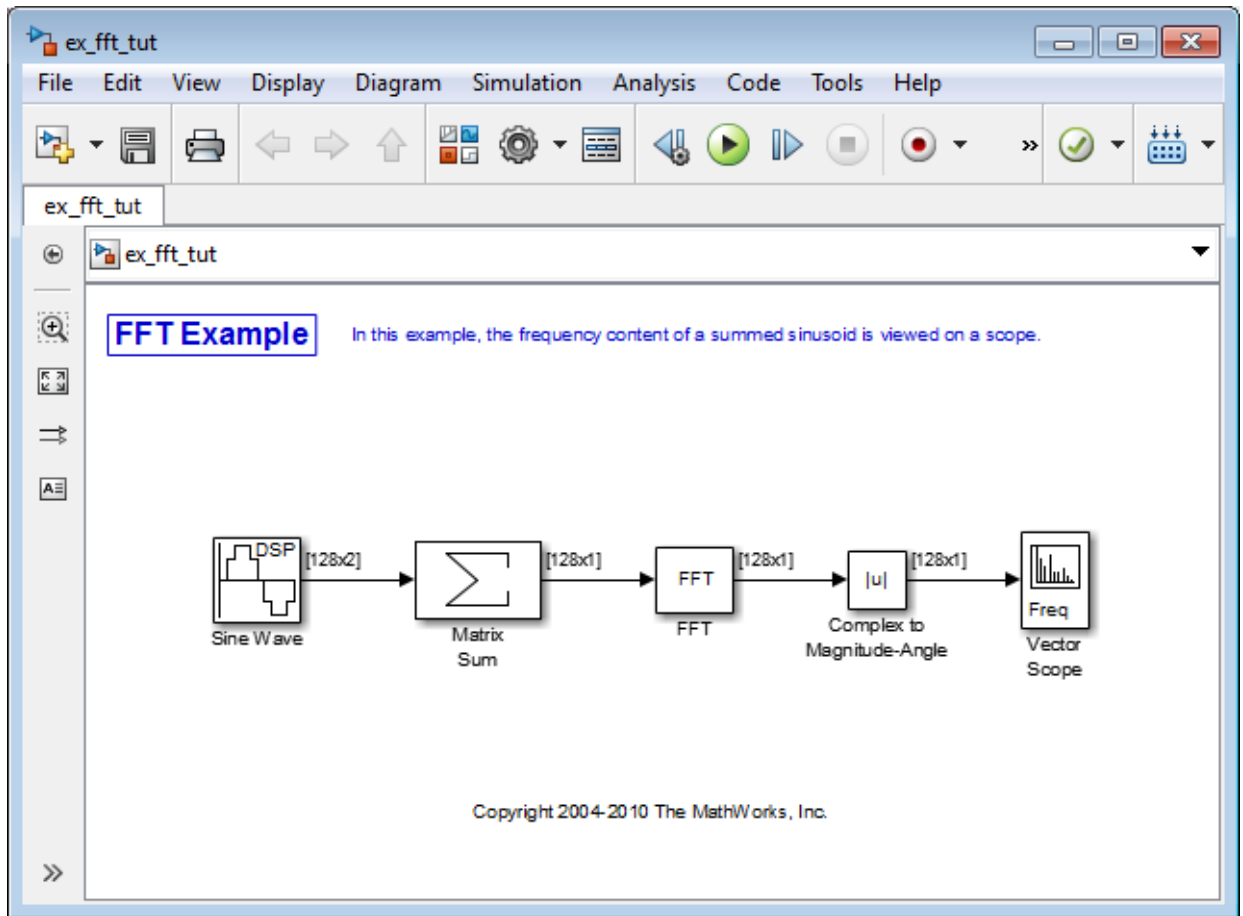 ex_fft_tut
File Edit View Display Diagram Simulation Analysis Code Tools Help
ex_fft_tut
ex_fft_tut
FFT Example
In this example, the frequency content of a summed sinusoid is viewed on a scope.
DSP
[128x2]
[128x1]
FFT
[128x1]
|u|
[128x1]
Freq
Sine Wave
Matrix
Sum
FFT
Complex to
Magnitude-Angle
Vector
Scope
Copyright 2004-2010 The MathWorks, Inc.